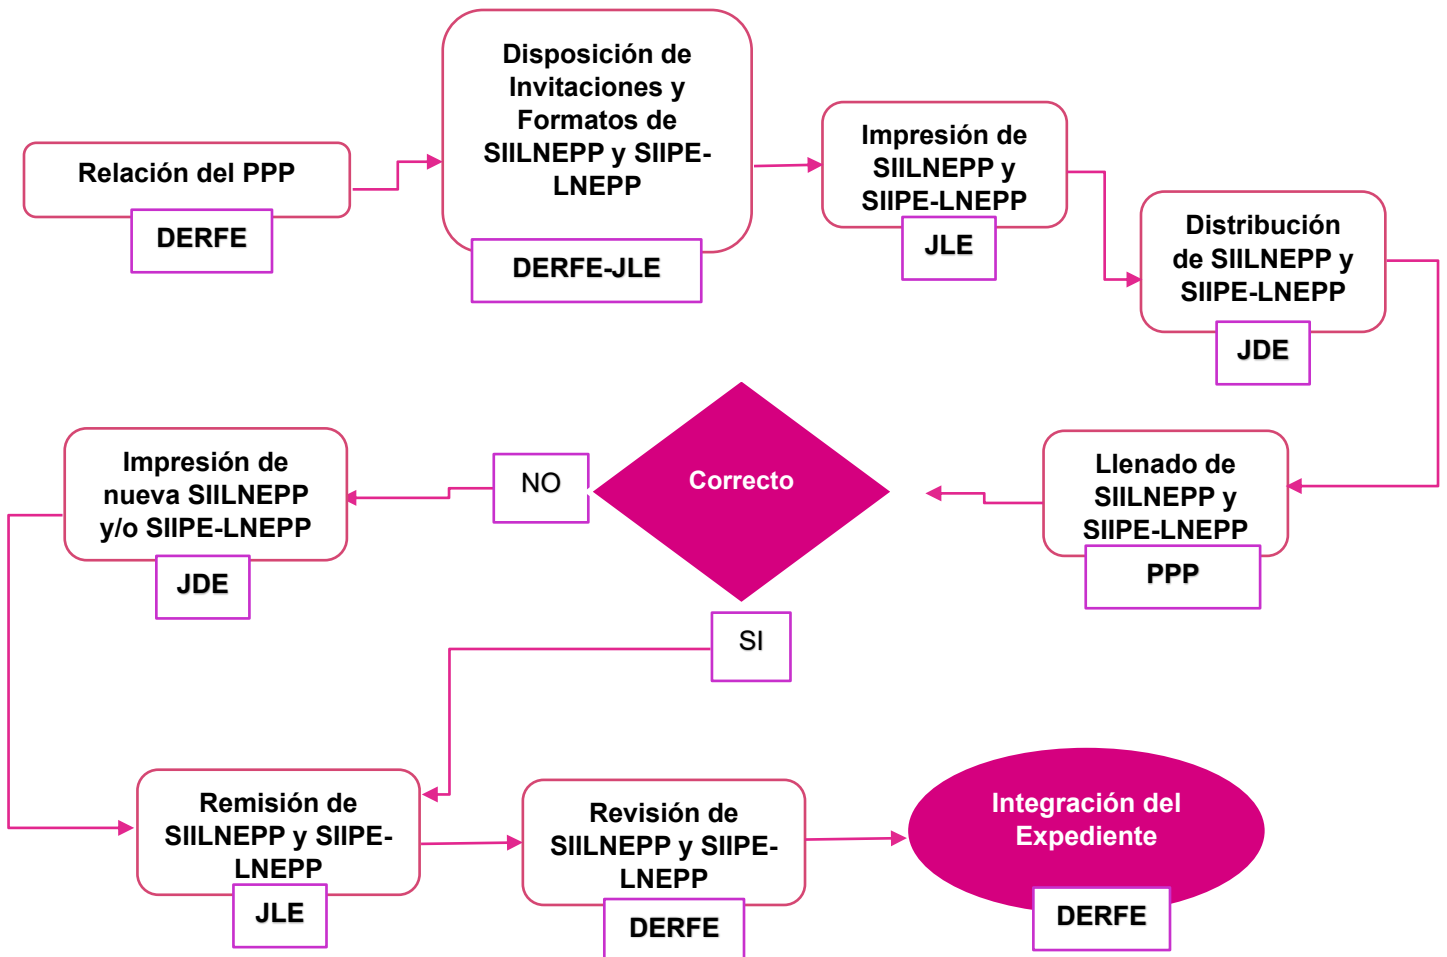 Relación del PPP
DERFE
Disposición de
Invitaciones y
Formatos de
SIILNEPP y SIIPE-
LNEPP
DERFE-JLE
Impresión de
SIILNEPP y
SIIPE-LNEPP
JLE
Distribución
de SIILNEPP y
SIIPE-LNEPP
JDE
Llenado de
SIILNEPP y
SIIPE-LNEPP
PPP
Correcto
NO
Impresión de
nueva SIILNEPP
y/o SIIPE-LNEPP
JDE
SI
Remisión de
SIILNEPP y SIIPE-
LNEPP
JLE
Revisión de
SIILNEPP y SIIPE-
LNEPP
DERFE
Integración del
Expediente
DERFE